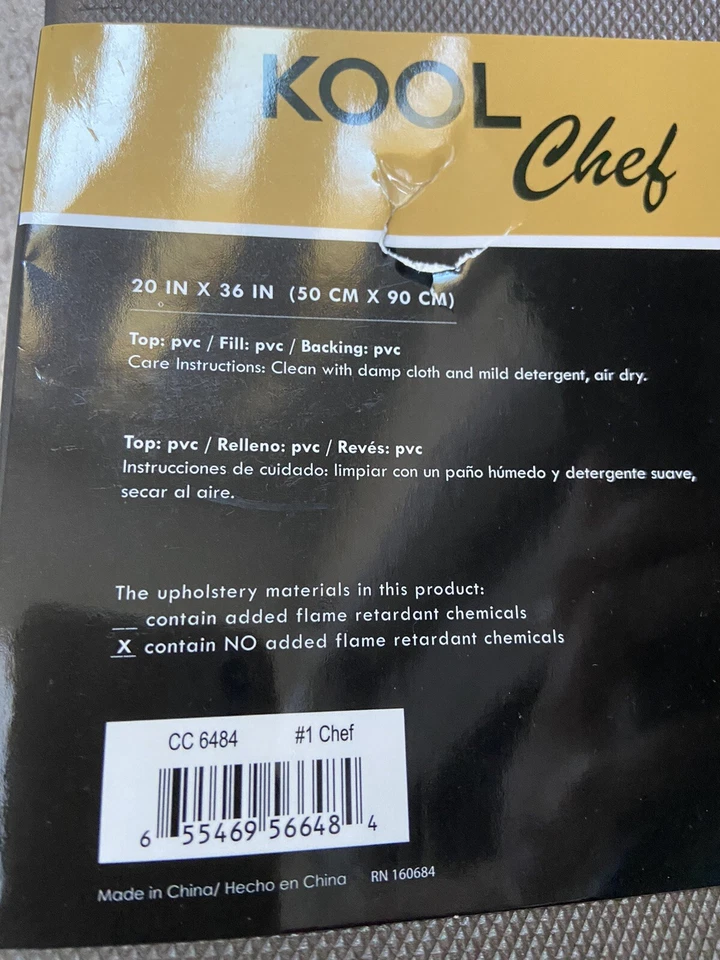 KOOL
Chef
20 IN X 36 IN (50 CM X 90 CM)
Top: pvc / Fill: pvc / Backing: pvc
Care Instructions: Clean with damp cloth and mild detergent, air dry.
Top: pvc / Relleno: pvc / Revés: pvc
Instrucciones de cuidado: limpiar con un paño húmedo y detergente suave,
secar al aire.
The upholstery materials in this product:
__ contain added flame retardant chemicals
X contain NO added flame retardant chemicals
CC 6484 #1 Chef
6 55469 56648 4
Made in China/ Hecho en China RN 160684